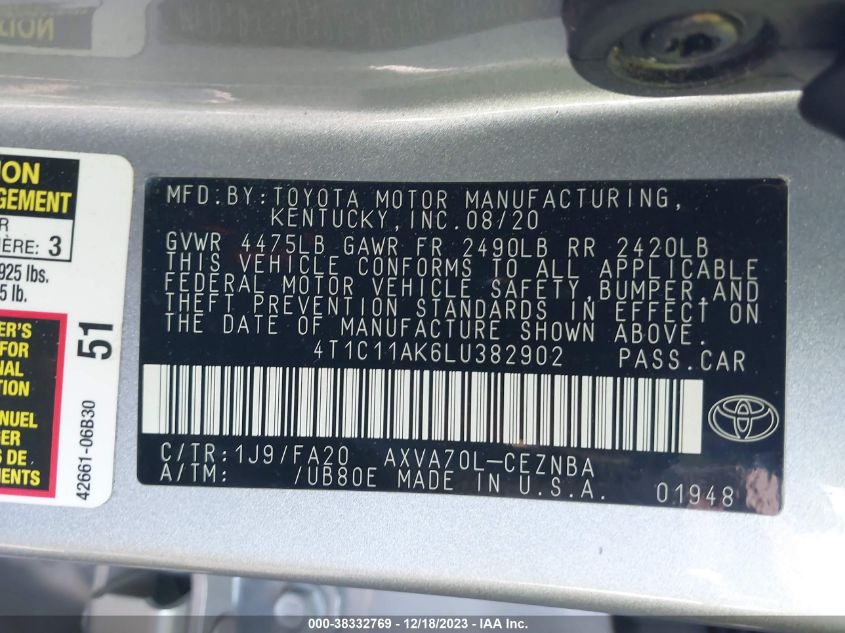 MFD.BY:TOYOTA MOTOR MANUFACTURING,
KENTUCKY,INC.08/20
GVWR 4475LB GAWR FR 2490LB RR 2420LB
THIS VEHICLE CONFORMS TO ALL APPLICABLE
FEDERAL MOTOR VEHICLE SAFETY,BUMPER,AND
THEFT PREVENTION STANDARDS IN EFFECT ON
THE DATE OF MANUFACTURE SHOWN ABOVE.
4T1C11AK6LU382902 PASS.CAR
C/TR:1J9/FA20 AXVA70L-CEZNBA
A/TM: /UB80E MADE IN U.S.A. 01948
3
925 lbs.
5 lb.
FOR
DE
51
42661-06B30
000-38332769 - 12/18/2023 - IAA Inc.